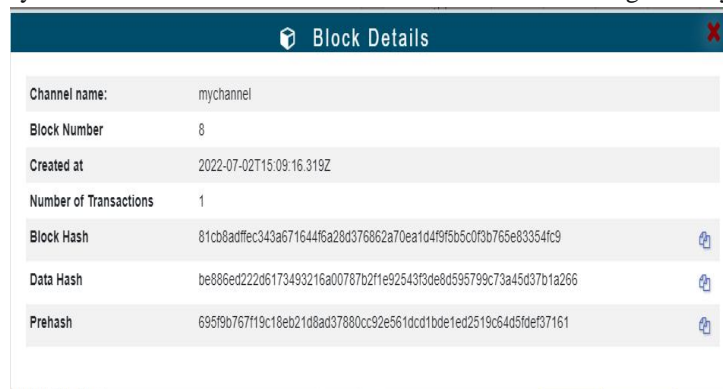 Block Details
Channel name: mychannel
Block Number 8
Created at 2022-07-02T15:09:16.319Z
Number of Transactions 1
Block Hash 81cb8adffec343a671644f6a28d376862a70ea1d4f9f5b5c0f3b765e83354fc9
Data Hash be886ed222d6173493216a00787b2f1e92543f3de8d595799c73a45d37b1a266
Prehash 695f9b767f19c18eb21d8ad37880cc92e561dcd1bde1ed2519c64d5fdef37161